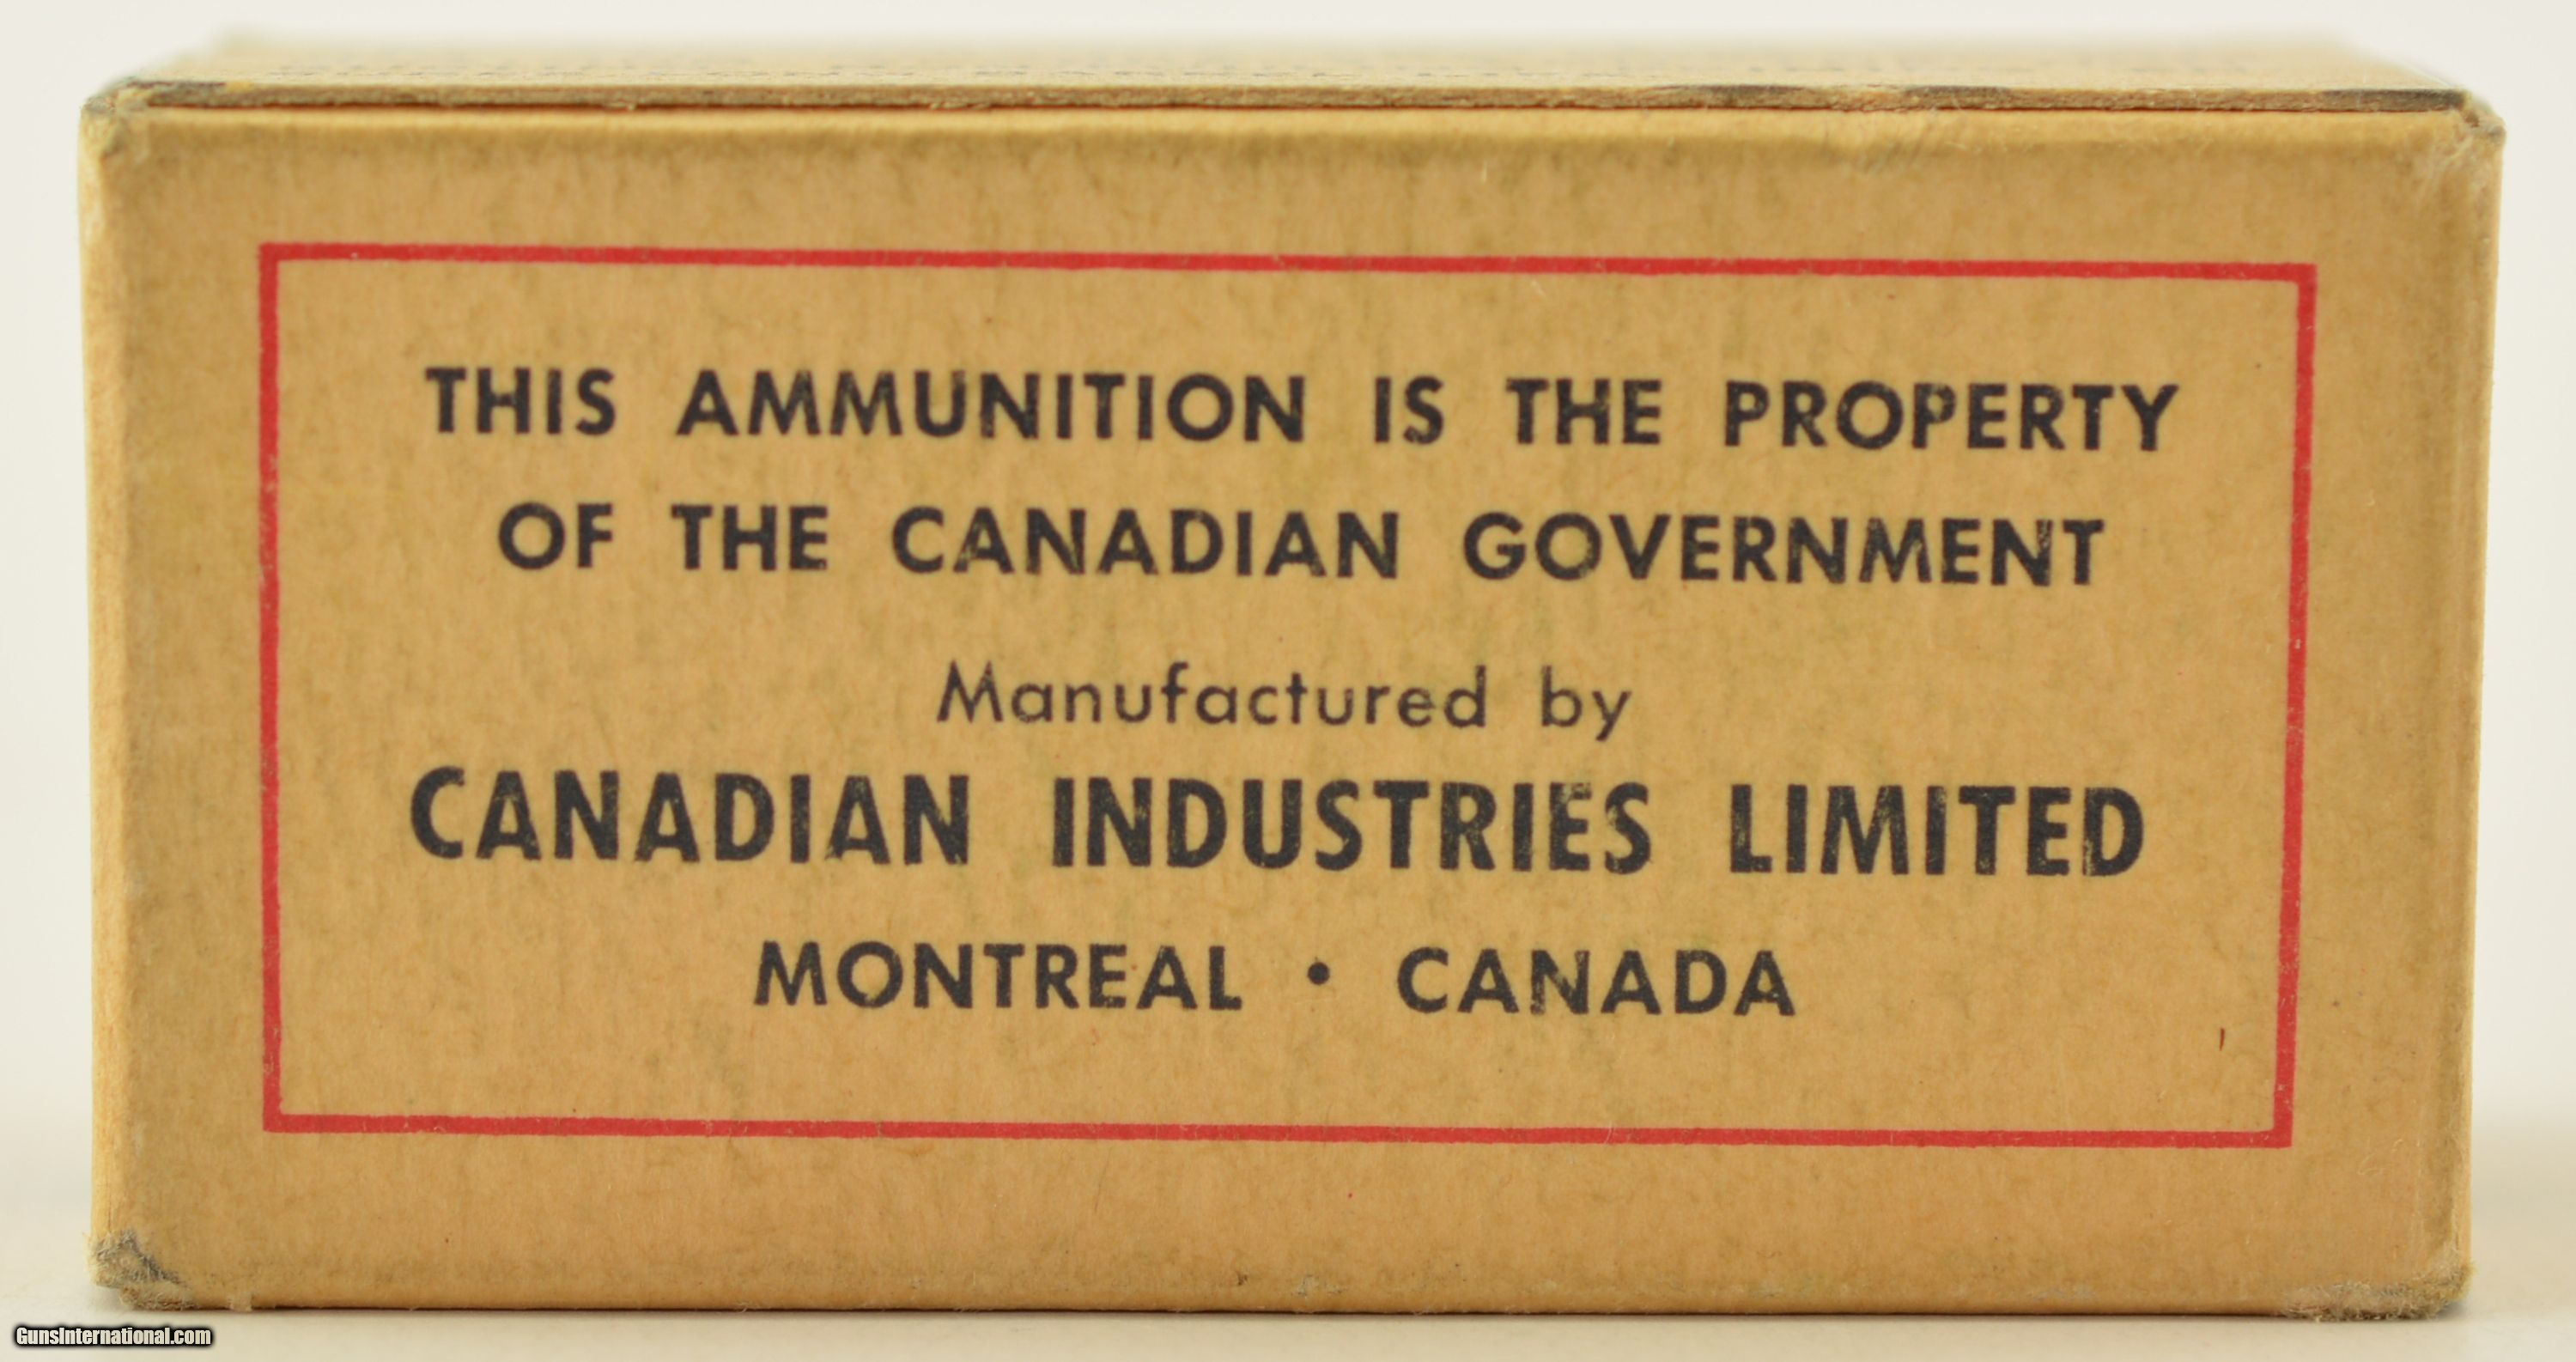 THIS AMMUNITION IS THE PROPERTY
OF THE CANADIAN GOVERNMENT
Manufactured by
CANADIAN INDUSTRIES LIMITED
MONTREAL • CANADA
GunsInternational.com